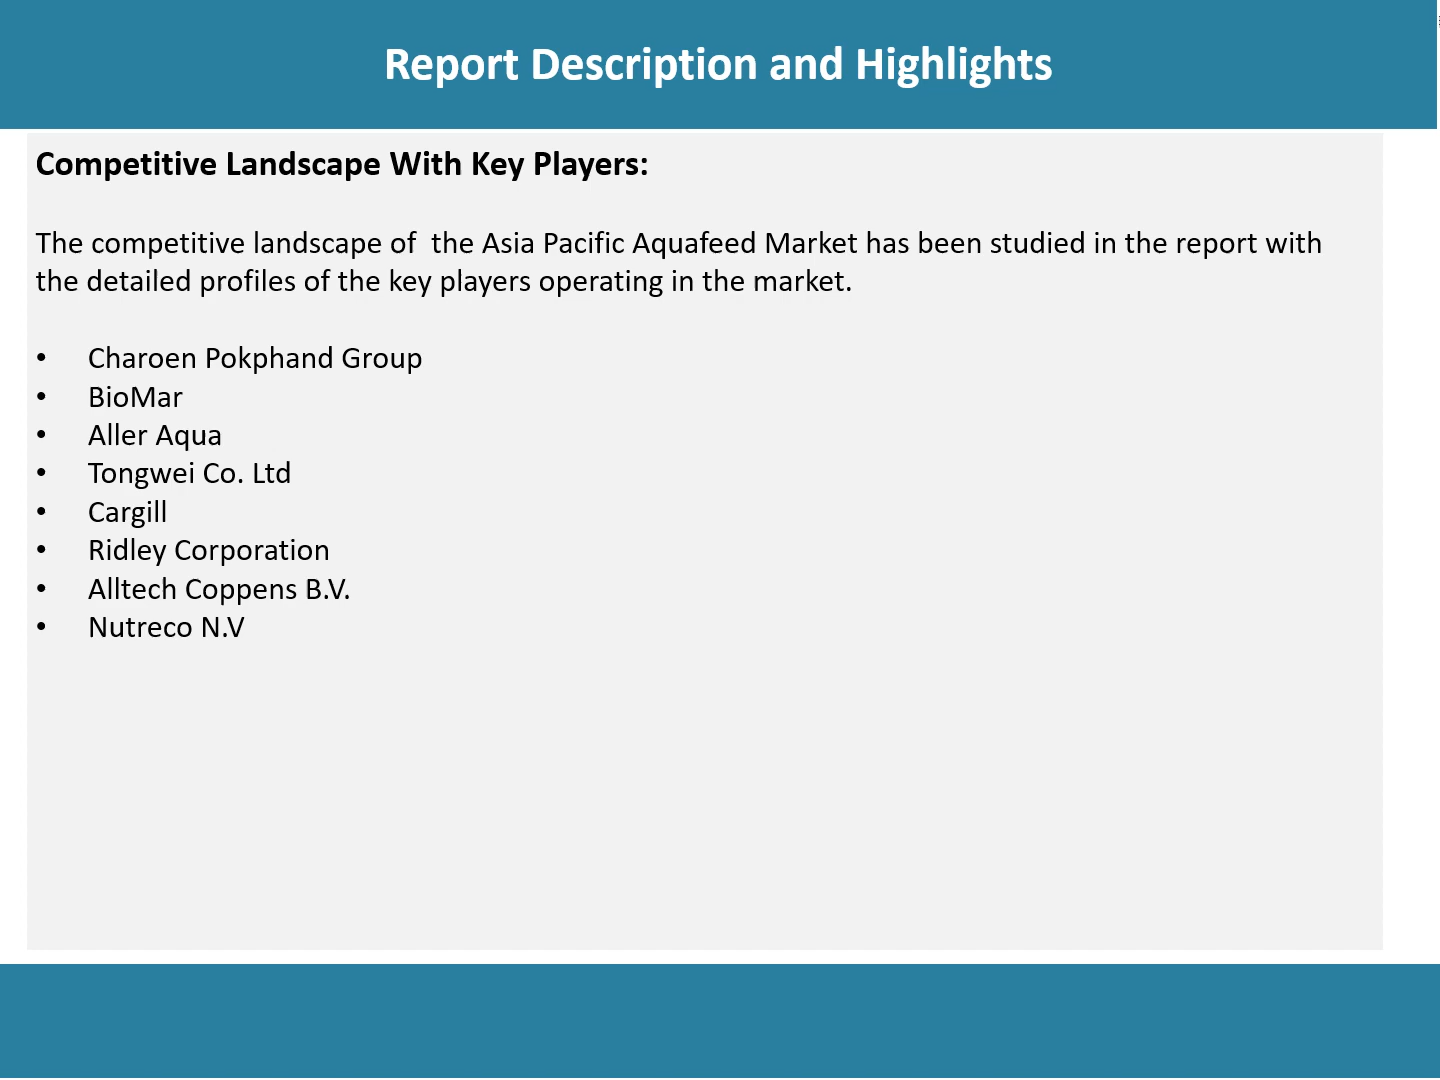 Report Description and Highlights
Competitive Landscape With Key Players:
The competitive landscape of  the Asia Pacific Aquafeed Market has been studied in the report with
the detailed profiles of the key players operating in the market.
• Charoen Pokphand Group
• BioMar
• Aller Aqua
• Tongwei Co. Ltd
• Cargill
• Ridley Corporation
• Alltech Coppens B.V.
• Nutreco N.V